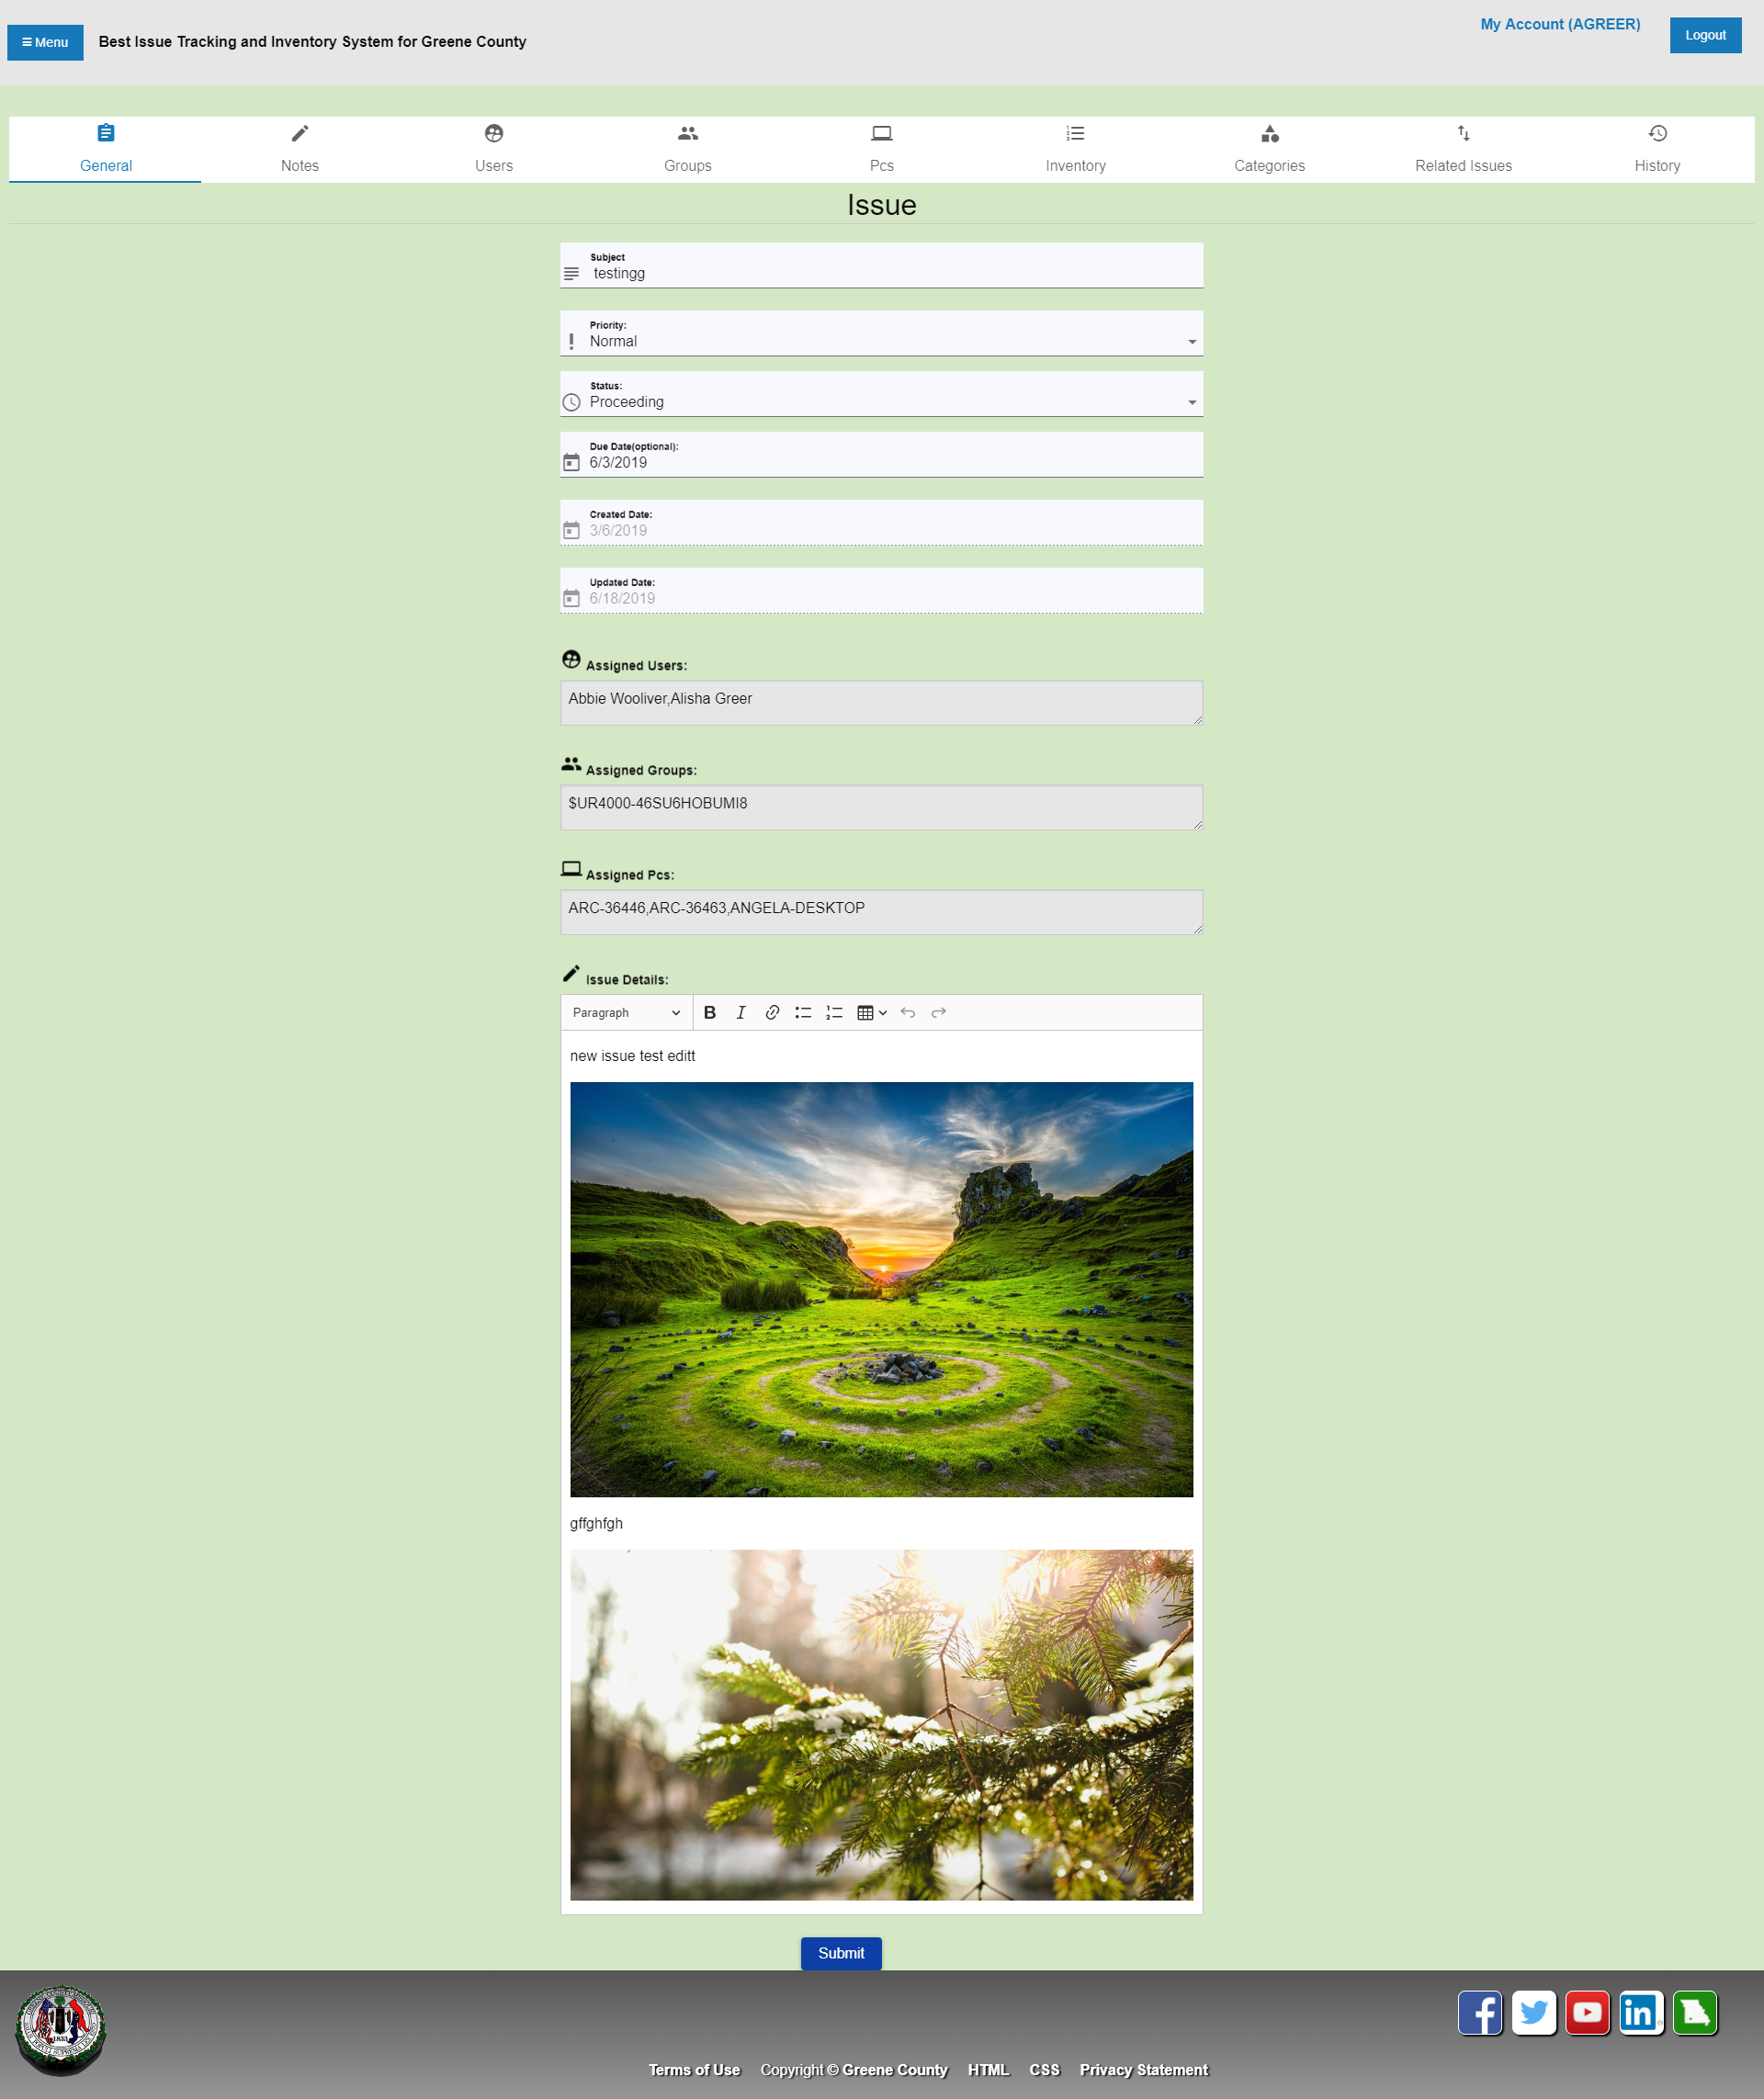 Menu
Best Issue Tracking and Inventory System for Greene County
My Account (AGREER)
Logout
General
Notes
Users
Groups
Pcs
Inventory
Categories
Related Issues
History
Issue
Subject
testingg
Priority:
Normal
Status:
Proceeding
Due Date(optional):
6/3/2019
Created Date:
3/6/2019
Updated Date:
6/18/2019
Assigned Users:
Abbie Wooliver,Alisha Greer
Assigned Groups:
$UR4000-46SU6HOBUMI8
Assigned Pcs:
ARC-36446,ARC-36463,ANGELA-DESKTOP
Issue Details:
Paragraph
new issue test editt
gffghfgh
Submit
Terms of Use Copyright © Greene County HTML CSS Privacy Statement